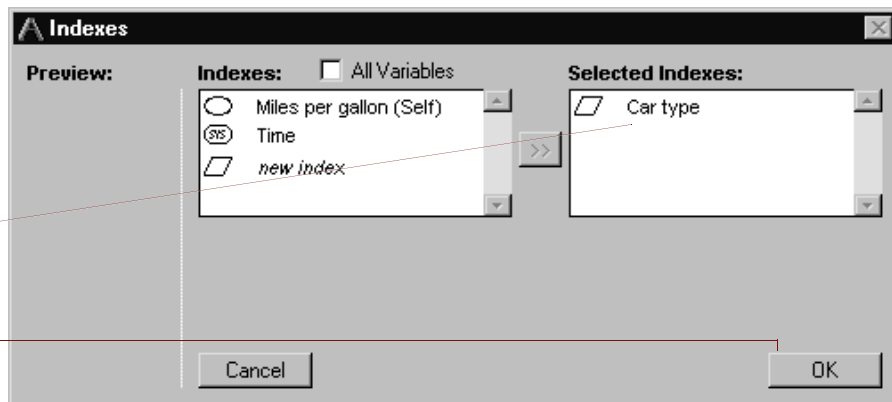 Indexes
Preview:
Indexes:
All Variables
Selected Indexes:
Miles per gallon (Self)
SYS
Time
new index
>>
Car type
Cancel
OK